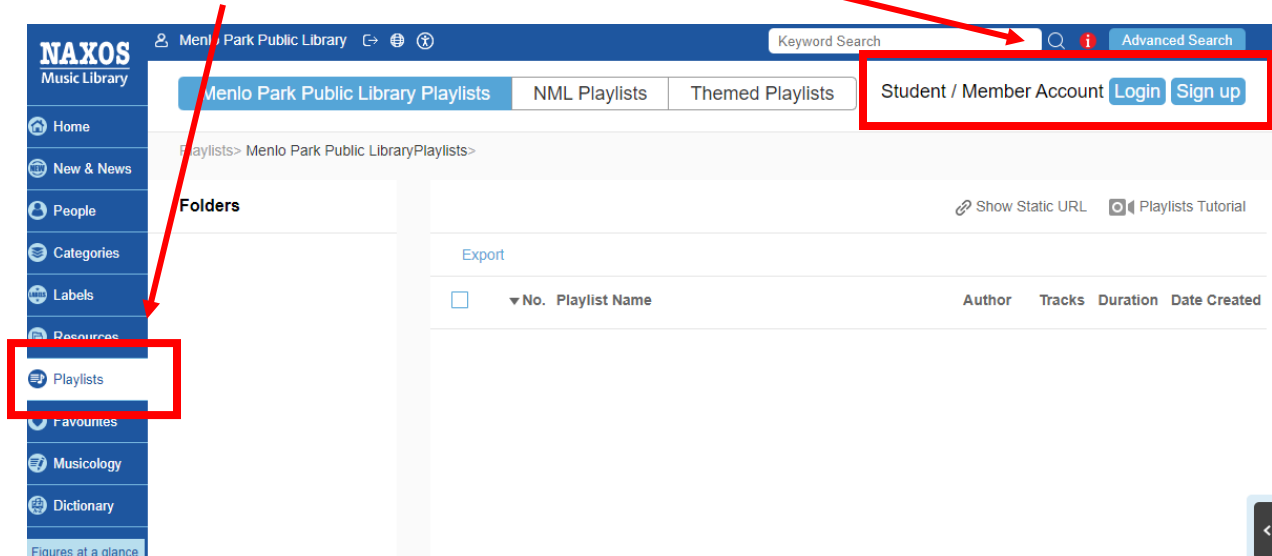 NAXOS
Music Library
Menlo Park Public Library
Keyword Search
i
Advanced Search
Menlo Park Public Library Playlists
NML Playlists
Themed Playlists
Student / Member Account Login Sign up
Playlists> Menlo Park Public LibraryPlaylists>
Home
New & News
People
Categories
Labels
Resources
Playlists
Favourites
Musicology
Dictionary
Figures at a glance
Folders
Show Static URL
Playlists Tutorial
Export
No. Playlist Name Author Tracks Duration Date Created